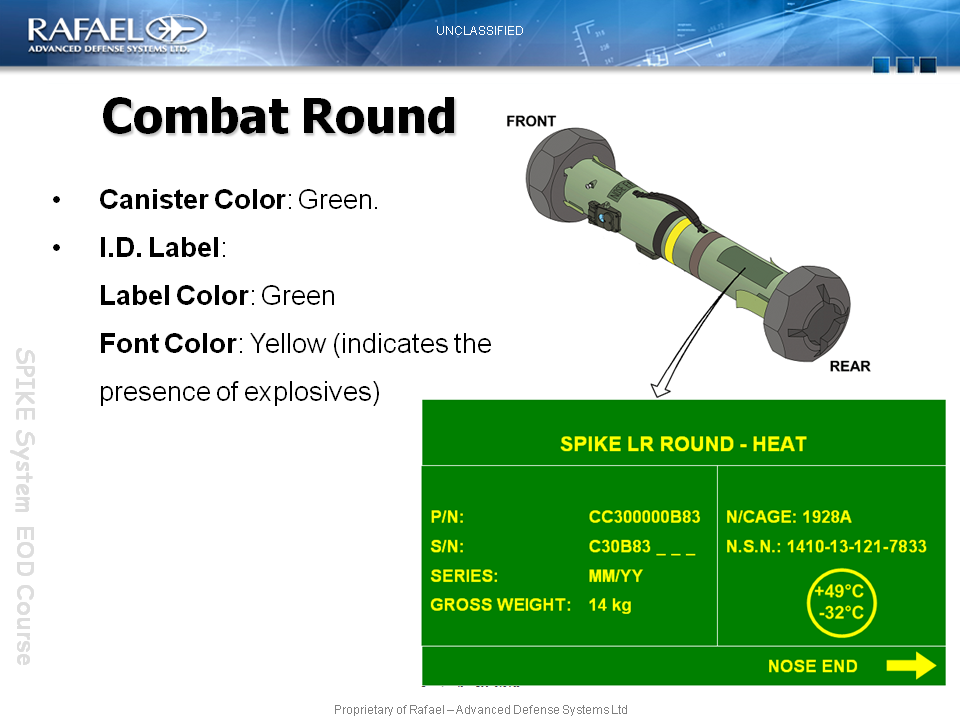 RAFAEL
ADVANCED DEFENSE SYSTEMS LTD.
UNCLASSIFIED
Combat Round
• Canister Color: Green.
• I.D. Label:
Label Color: Green
Font Color: Yellow (indicates the
presence of explosives)
FRONT
REAR
SPIKE LR ROUND - HEAT
P/N: CC300000B83
S/N: C30B83 _ _ _
SERIES: MM/YY
GROSS WEIGHT: 14 kg
N/CAGE: 1928A
N.S.N.: 1410-13-121-7833
+49°C
-32°C
NOSE END
SPIKE System EOD Course
Proprietary of Rafael – Advanced Defense Systems Ltd